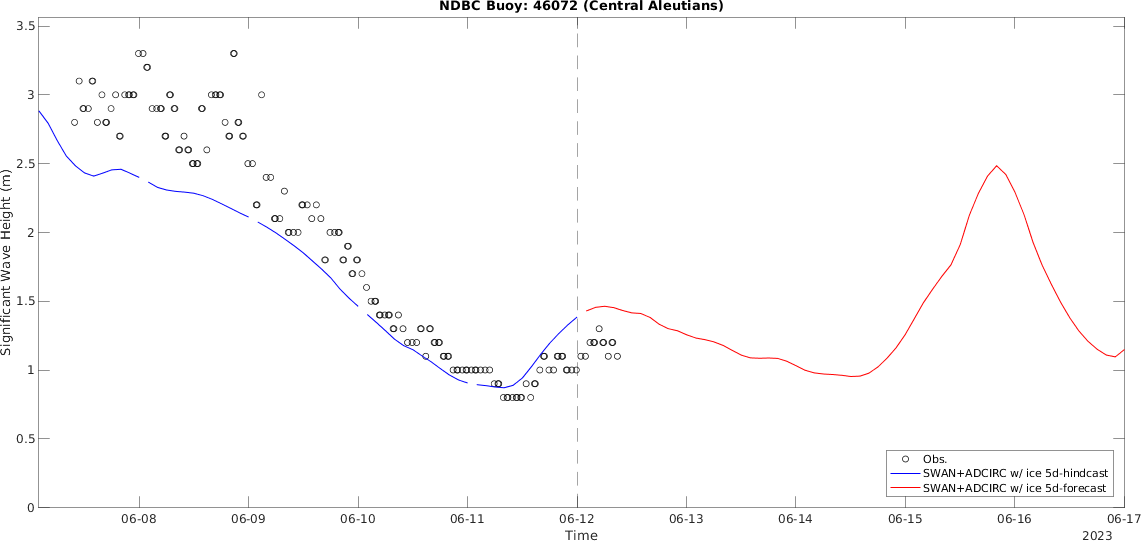 NDBC Buoy: 46072 (Central Aleutians)
3.5
3
2.5
2
1.5
1
0.5
0
Significant Wave Height (m)
Obs.
SWAN+ADCIRC w/ ice 5d-hindcast
SWAN+ADCIRC w/ ice 5d-forecast
06-08 06-09 06-10 06-11 06-12 06-13 06-14 06-15 06-16 06-17
Time
2023